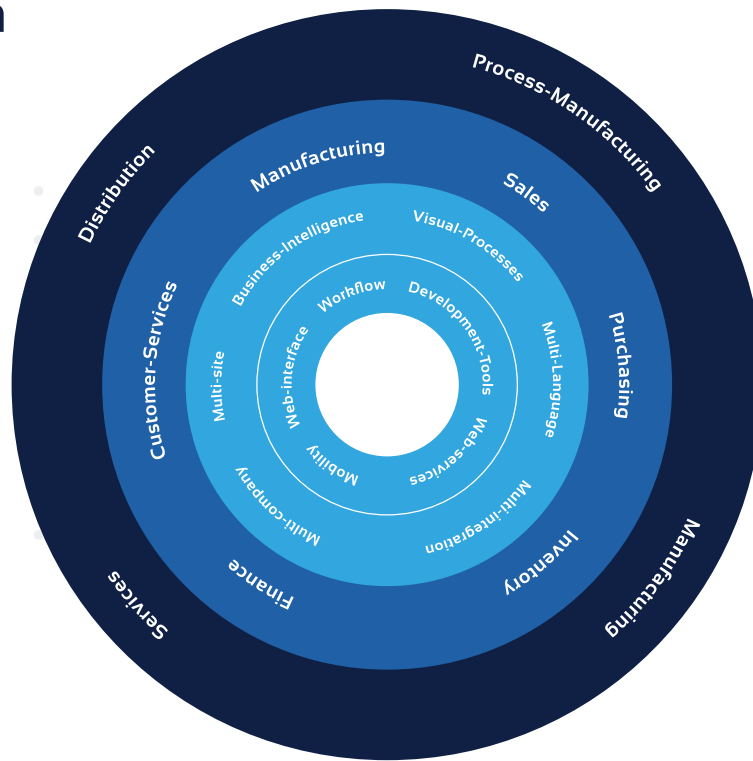 n
Process-Manufacturing
Distribution
Manufacturing
Services
Manufacturing
Sales
Customer-Services
Purchasing
Finance
Inventory
Business-Intelligence
Visual-Processes
Multi-site
Multi-Language
Multi-company
Multi-integration
Workflow
Development-Tools
Web-interface
Web-services
Mobility